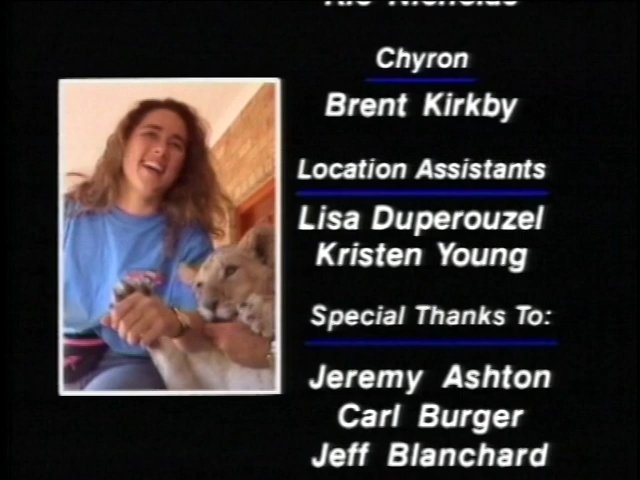 Chyron
Brent Kirkby
Location Assistants
Lisa Duperouzel
Kristen Young
Special Thanks To:
Jeremy Ashton
Carl Burger
Jeff Blanchard